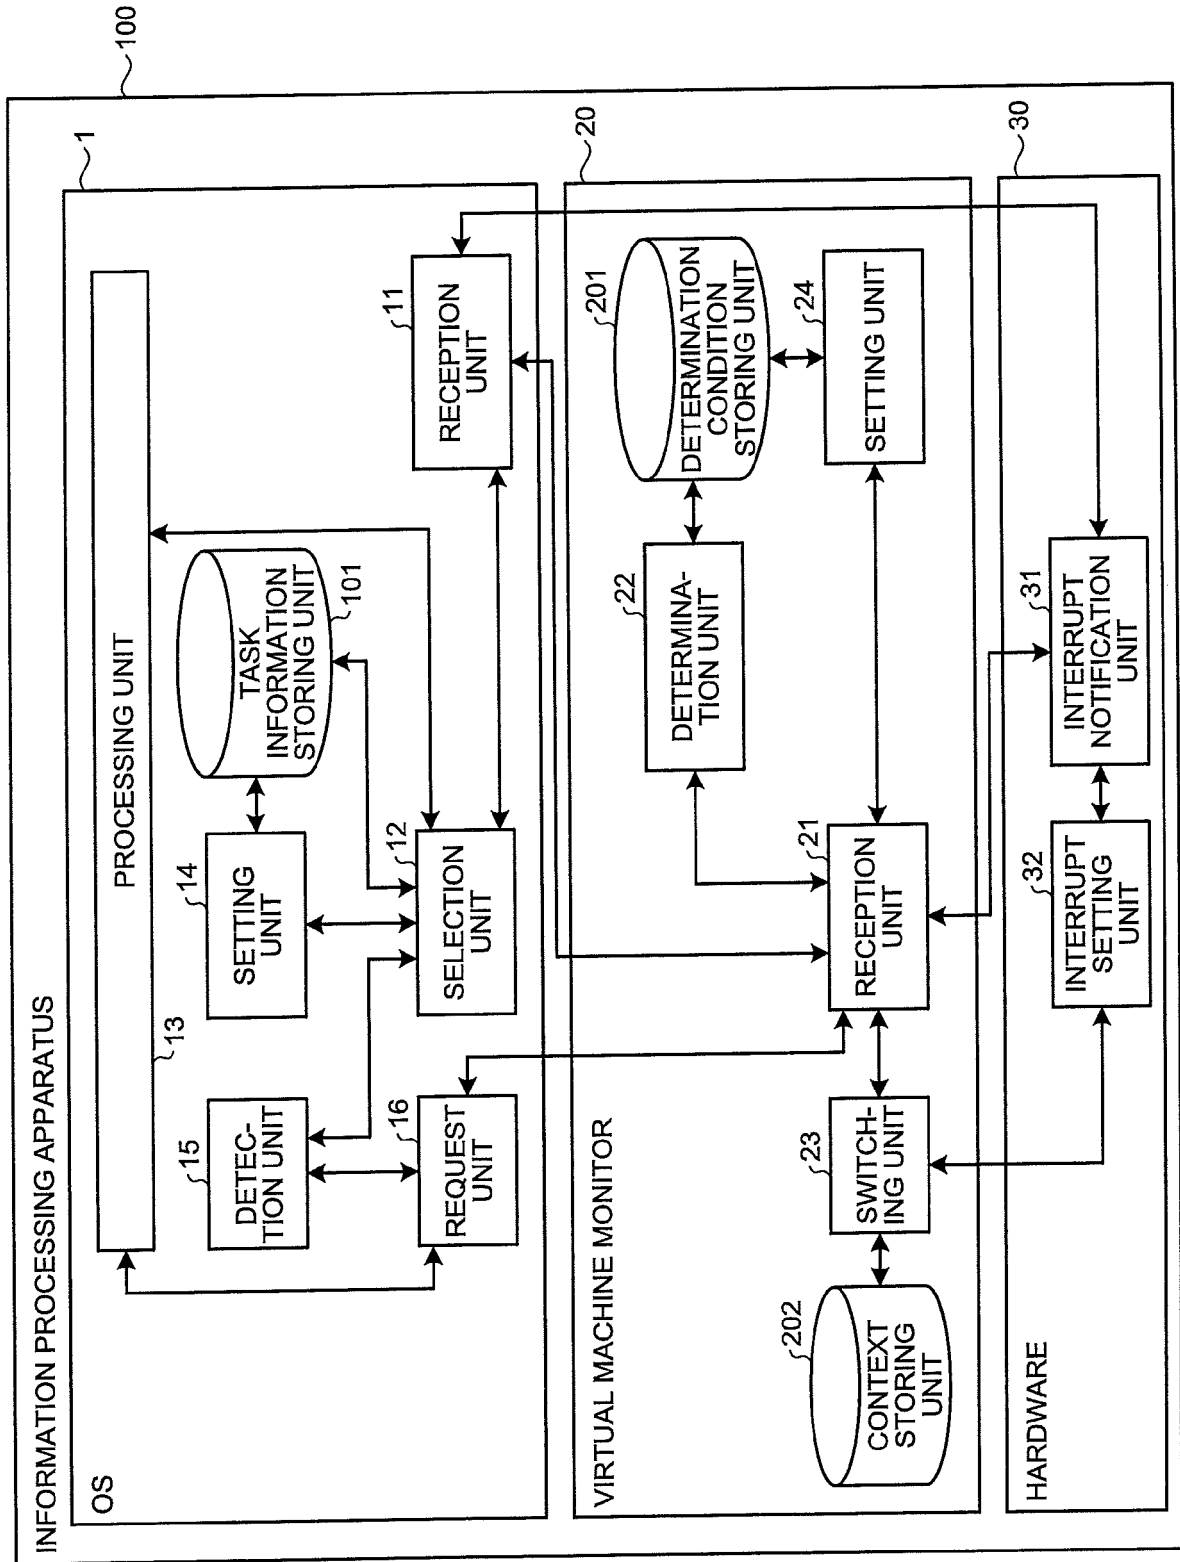 INFORMATION PROCESSING APPARATUS
100
OS
1
PROCESSING UNIT
13
15
DETEC-
TION UNIT
14
SETTING
UNIT
TASK
INFORMATION
STORING UNIT
101
16
REQUEST
UNIT
12
SELECTION
UNIT
11
RECEPTION
UNIT
VIRTUAL MACHINE MONITOR
20
22
DETERMINA-
TION UNIT
201
DETERMINATION
CONDITION
STORING UNIT
202
CONTEXT
STORING
UNIT
23
SWITCH-
ING UNIT
21
RECEPTION
UNIT
24
SETTING UNIT
HARDWARE
30
32
INTERRUPT
SETTING
UNIT
31
INTERRUPT
NOTIFICATION
UNIT